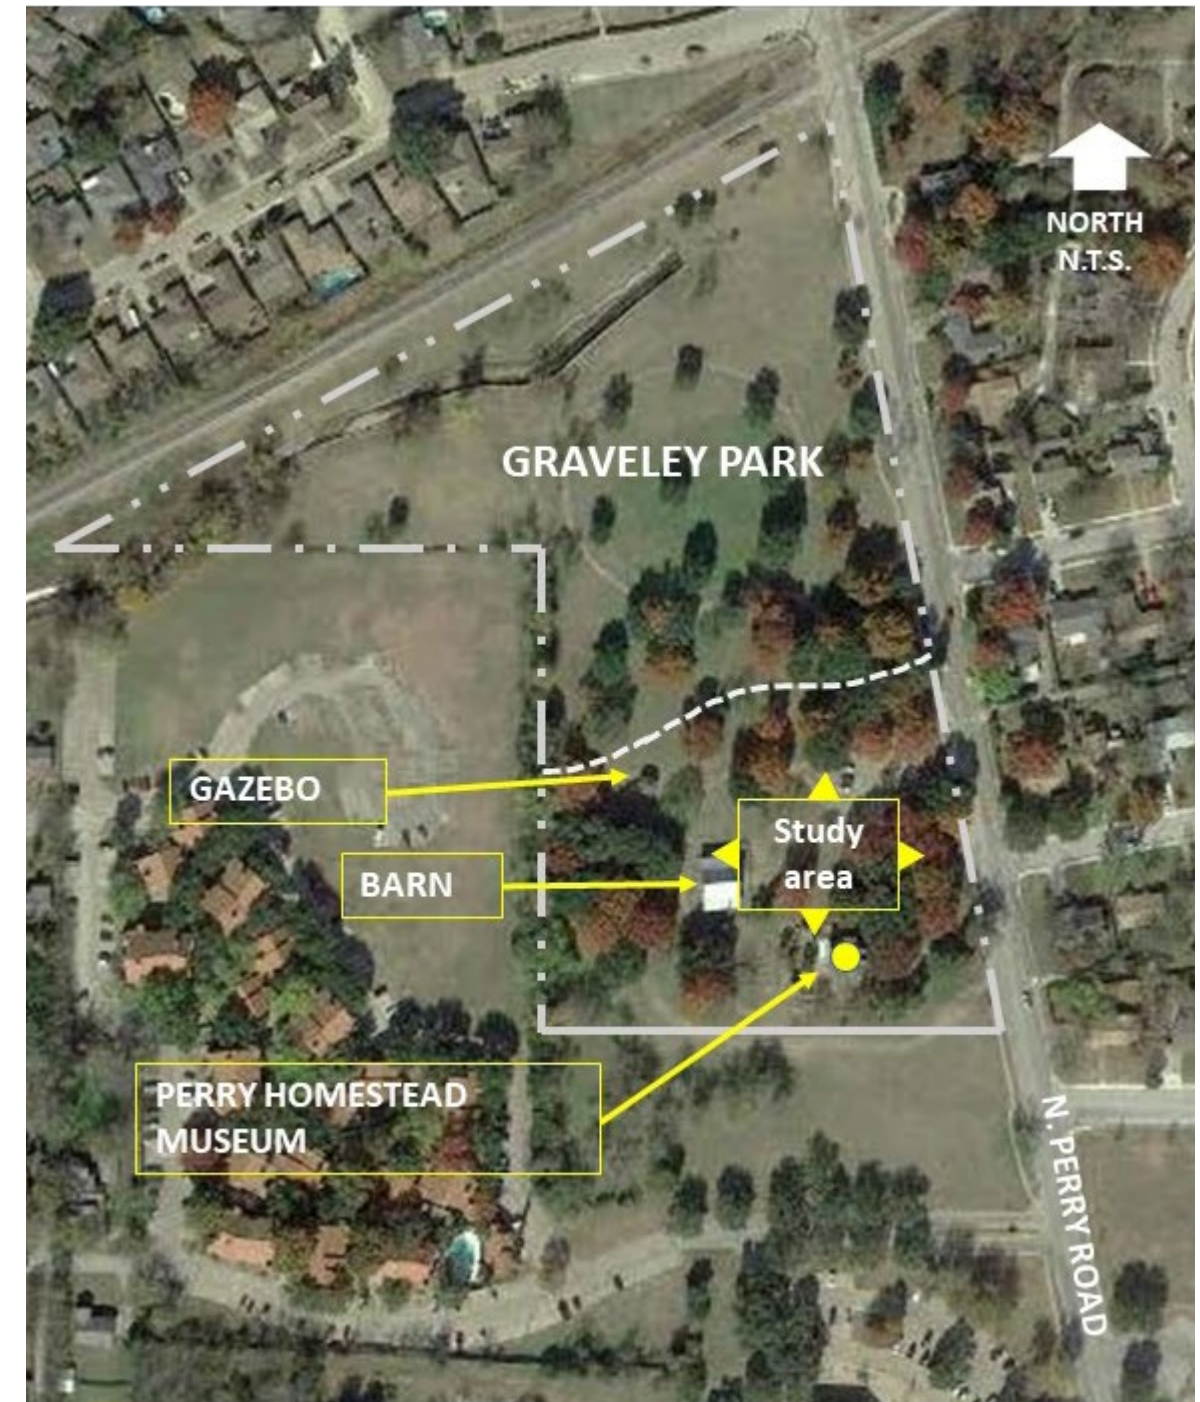 NORTH
N.T.S.
GRAVELEY PARK
GAZEBO
Study
area
BARN
PERRY HOMESTEAD
MUSEUM
N. PERRY ROAD